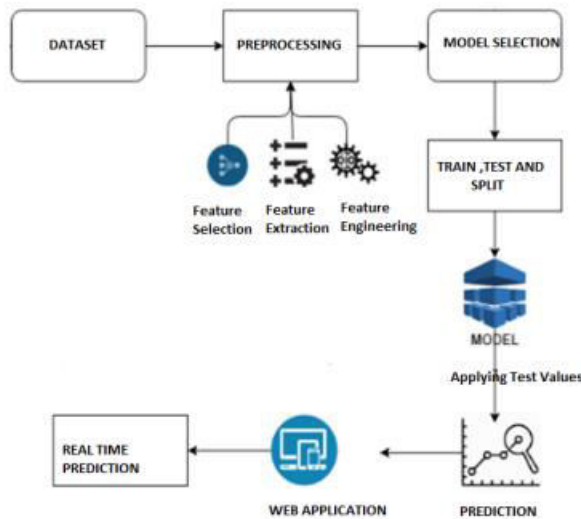 DATASET
PREPROCESSING
MODEL SELECTION
TRAIN ,TEST AND
SPLIT
Feature
Selection
Feature
Extraction
Feature
Engineering
MODEL
Applying Test Values
REAL TIME
PREDICTION
WEB APPLICATION
PREDICTION